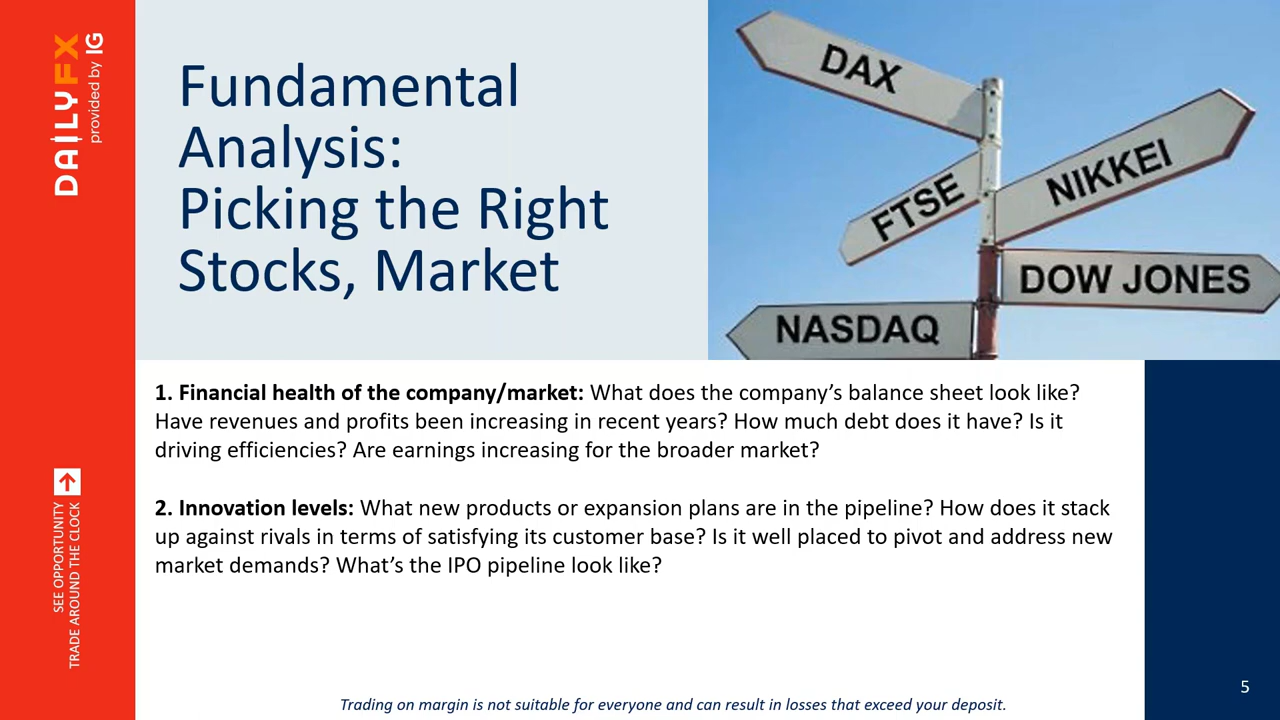 DAILYFX
provided by IG
SEE OPPORTUNITY
TRADE AROUND THE CLOCK
Fundamental
Analysis:
Picking the Right
Stocks, Market
DAX
NIKKEI
FTSE
DOW JONES
NASDAQ
1. Financial health of the company/market: What does the company’s balance sheet look like?
Have revenues and profits been increasing in recent years? How much debt does it have? Is it
driving efficiencies? Are earnings increasing for the broader market?
2. Innovation levels: What new products or expansion plans are in the pipeline? How does it stack
up against rivals in terms of satisfying its customer base? Is it well placed to pivot and address new
market demands? What’s the IPO pipeline look like?
5
Trading on margin is not suitable for everyone and can result in losses that exceed your deposit.